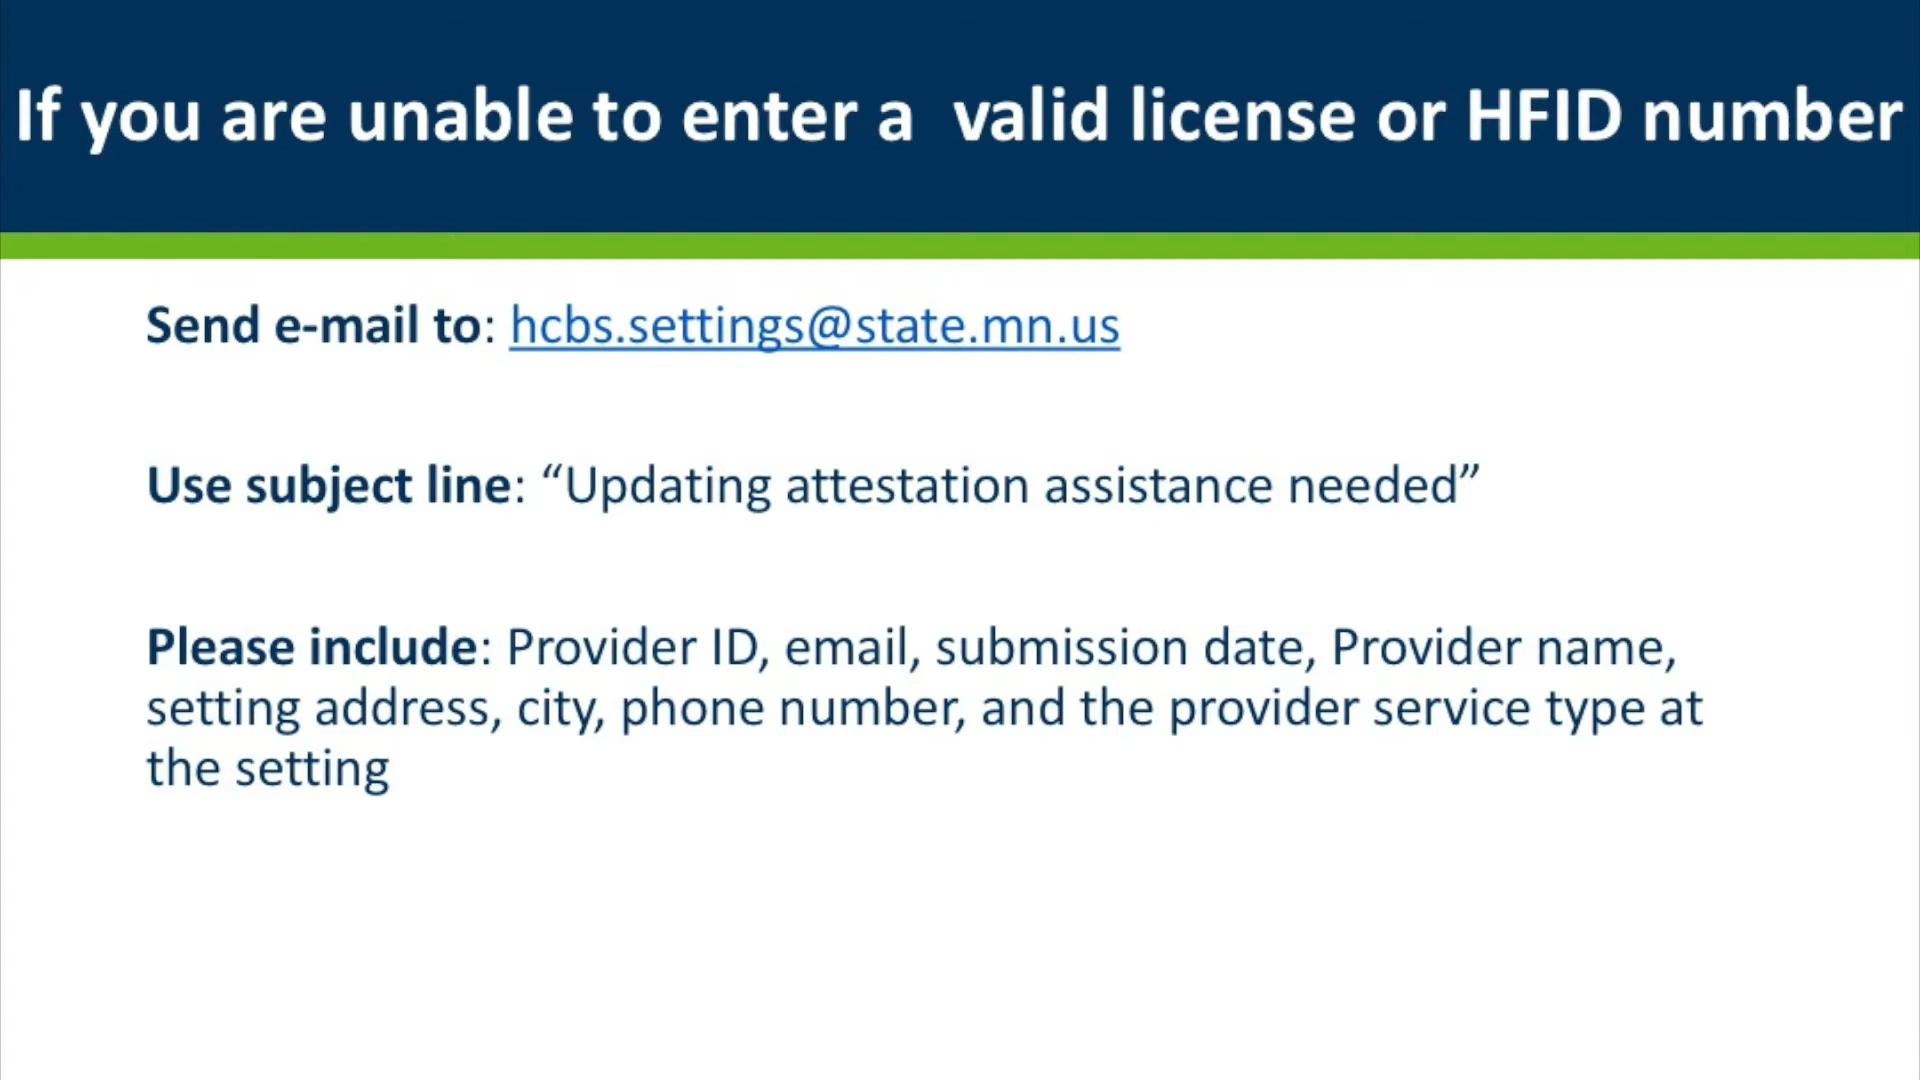 If you are unable to enter a  valid license or HFID number
Send e-mail to: hcbs.settings@state.mn.us
Use subject line: “Updating attestation assistance needed”
Please include: Provider ID, email, submission date, Provider name,
setting address, city, phone number, and the provider service type at
the setting